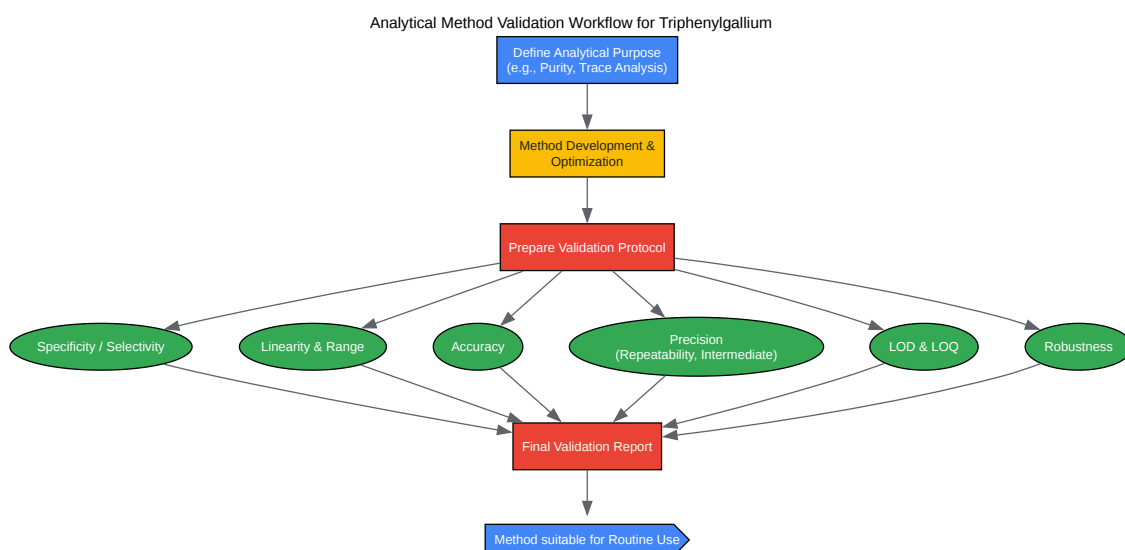 Analytical Method Validation Workflow for Triphenylgallium
Define Analytical Purpose
(e.g., Purity, Trace Analysis)
Method Development &
Optimization
Prepare Validation Protocol
Specificity / Selectivity
Linearity & Range
Accuracy
Precision
(Repeatability, Intermediate)
LOD & LOQ
Robustness
Final Validation Report
Method suitable for Routine Use